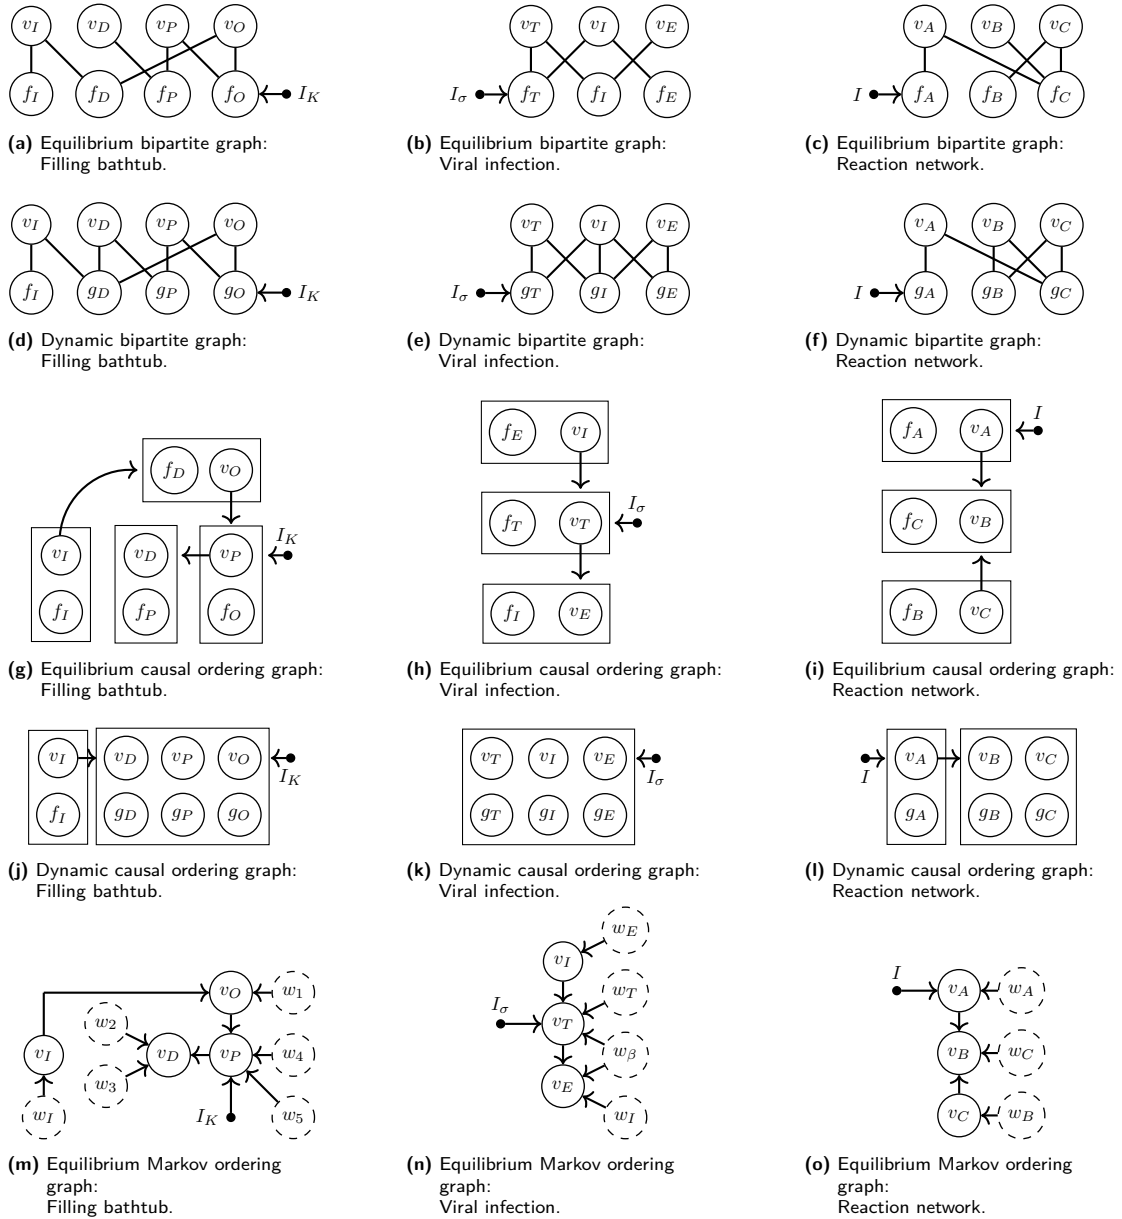 v_I v_D v_P v_O
f_I f_D f_P f_O I_K
v_T v_I v_E
I_σ f_T f_I f_E
v_A v_B v_C
I f_A f_B f_C
(a) Equilibrium bipartite graph:
Filling bathtub.
(b) Equilibrium bipartite graph:
Viral infection.
(c) Equilibrium bipartite graph:
Reaction network.
v_I v_D v_P v_O
f_I g_D g_P g_O I_K
v_T v_I v_E
I_σ g_T g_I g_E
v_A v_B v_C
I g_A g_B g_C
(d) Dynamic bipartite graph:
Filling bathtub.
(e) Dynamic bipartite graph:
Viral infection.
(f) Dynamic bipartite graph:
Reaction network.
f_D v_O
I_K
v_I v_D v_P
f_I f_P f_O
f_E v_I
f_T v_T I_σ
f_I v_E
I
f_A v_A
f_C v_B
f_B v_C
(g) Equilibrium causal ordering graph:
Filling bathtub.
(h) Equilibrium causal ordering graph:
Viral infection.
(i) Equilibrium causal ordering graph:
Reaction network.
v_I v_D v_P v_O
I_K
f_I g_D g_P g_O
v_T v_I v_E
I_σ
g_T g_I g_E
v_A v_B v_C
I
g_A g_B g_C
(j) Dynamic causal ordering graph:
Filling bathtub.
(k) Dynamic causal ordering graph:
Viral infection.
(l) Dynamic causal ordering graph:
Reaction network.
v_O w_1
w_2
v_I v_D v_P w_4
w_3
w_I I_K w_5
w_E
v_I
w_T
I_σ v_T
w_β
v_E
w_I
I
v_A w_A
v_B w_C
v_C w_B
(m) Equilibrium Markov ordering
graph:
Filling bathtub.
(n) Equilibrium Markov ordering
graph:
Viral infection.
(o) Equilibrium Markov ordering
graph:
Reaction network.